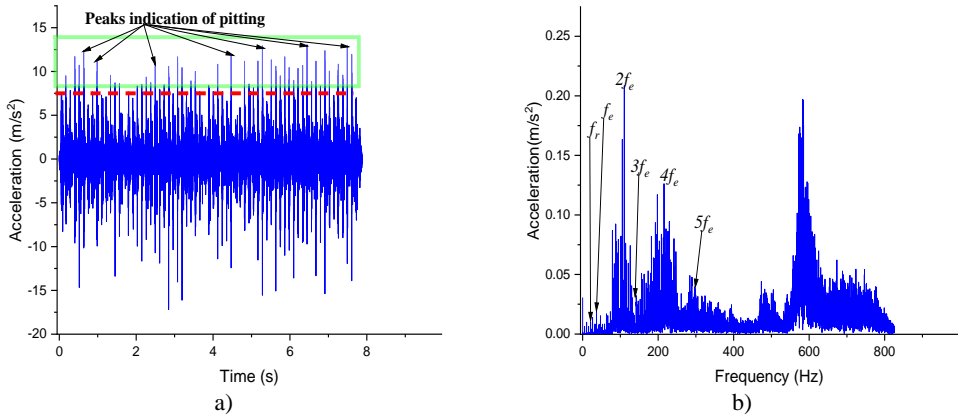 Peaks indication of pitting
Acceleration (m/s²)
15
10
5
0
-5
-10
-15
-20
0 2 4 6 8
Time (s)
a)
Acceleration(m/s²)
0.25
0.20
0.15
0.10
0.05
0.00
fr
fe
2fe
3fe
4fe
5fe
0 200 400 600 800
Frequency (Hz)
b)